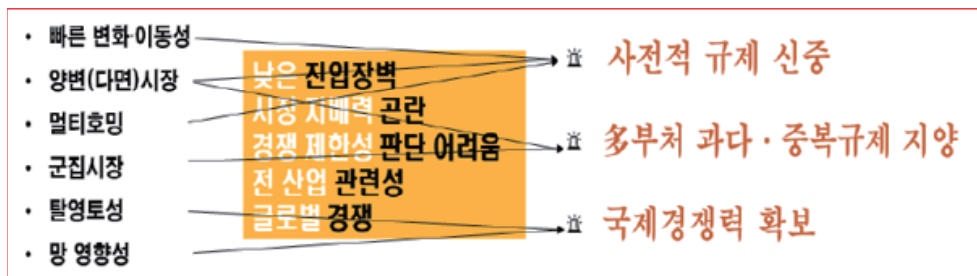 • 빠른 변화·이동성
• 양변(다면)시장
• 멀티호밍
• 군집시장
• 탈영토성
• 망 영향성
낮은 진입장벽
시장 지배력 곤란
경쟁 제한성 판단 어려움
전 산업 관련성
글로벌 경쟁
사전적 규제 신중
多부처 과다·중복규제 지양
국제경쟁력 확보